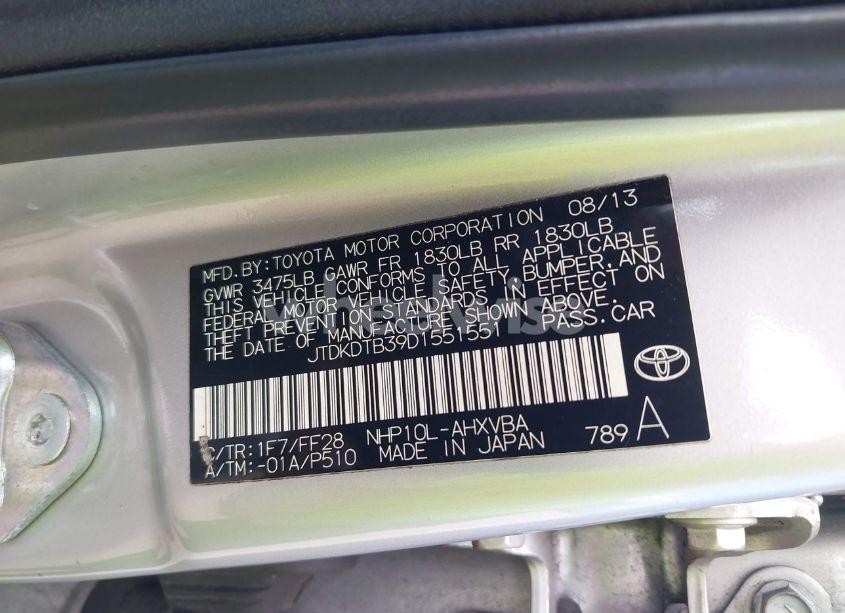 MFD. BY: TOYOTA MOTOR CORPORATION 08/13
GVWR 3475LB GAWR FR 1830LB RR 1830LB
THIS VEHICLE CONFORMS TO ALL APPLICABLE
FEDERAL MOTOR VEHICLE SAFETY, BUMPER, AND
THEFT PREVENTION STANDARDS IN EFFECT ON
THE DATE OF MANUFACTURE SHOWN ABOVE.
JTDKDTB39D1551551 PASS. CAR
C/TR: 1F7/FF28 NHP10L-AHXVBA
A/TM: -01A/P510 MADE IN JAPAN 789 A